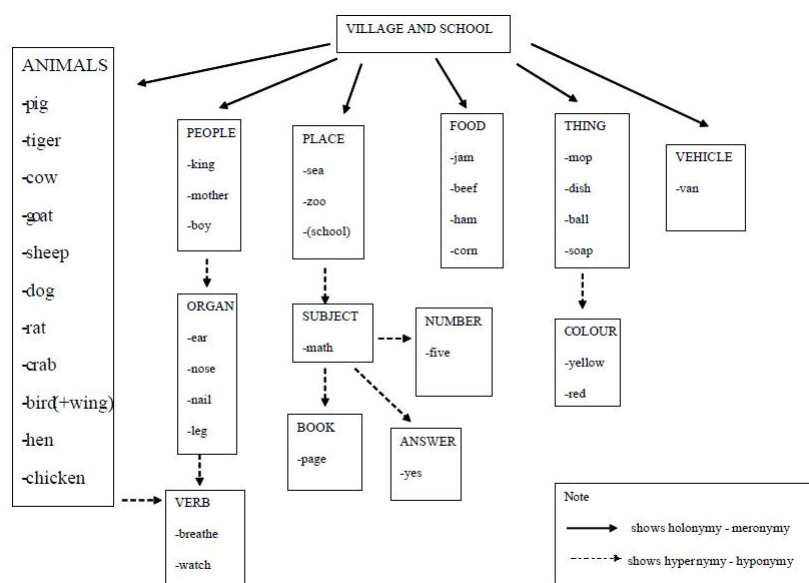 VILLAGE AND SCHOOL
ANIMALS
-pig
-tiger
-cow
-goat
-sheep
-dog
-rat
-crab
-bird(+wing)
-hen
-chicken
PEOPLE
-king
-mother
-boy
PLACE
-sea
-zoo
-(school)
FOOD
-jam
-beef
-ham
-corn
THING
-mop
-dish
-ball
-soap
VEHICLE
-van
ORGAN
-ear
-nose
-nail
-leg
SUBJECT
-math
NUMBER
-five
COLOUR
-yellow
-red
BOOK
-page
ANSWER
-yes
VERB
-breathe
-watch
Note
shows holonymy - meronymy
shows hypernymy - hyponymy